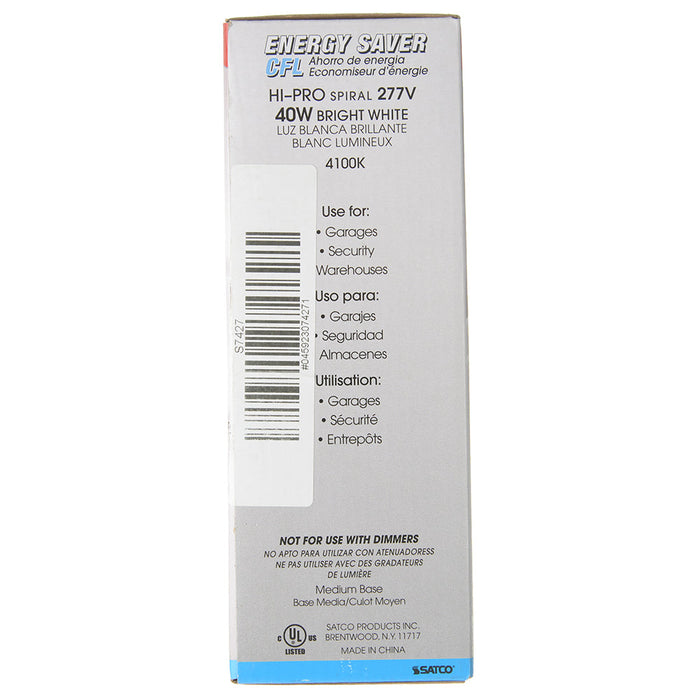 ENERGY SAVER
CFL Ahorro de energía
Economiseur d'énergie
HI-PRO SPIRAL 277V
40W BRIGHT WHITE
LUZ BLANCA BRILLANTE
BLANC LUMINEUX
4100K
Use for:
• Garages
• Security
Warehouses
Uso para:
• Garajes
• Seguridad
Almacenes
Utilisation:
• Garages
• Sécurité
• Entrepôts
S7427
#045923074271
NOT FOR USE WITH DIMMERS
NO APTO PARA UTILIZAR CON ATENUADORESS
NE PAS UTILISER AVEC DES GRADATEURS
DE LUMIÈRE
Medium Base
Base Media/Culot Moyen
SATCO PRODUCTS INC.
BRENTWOOD, N.Y. 11717
MADE IN CHINA
C UL US
LISTED
SATCO